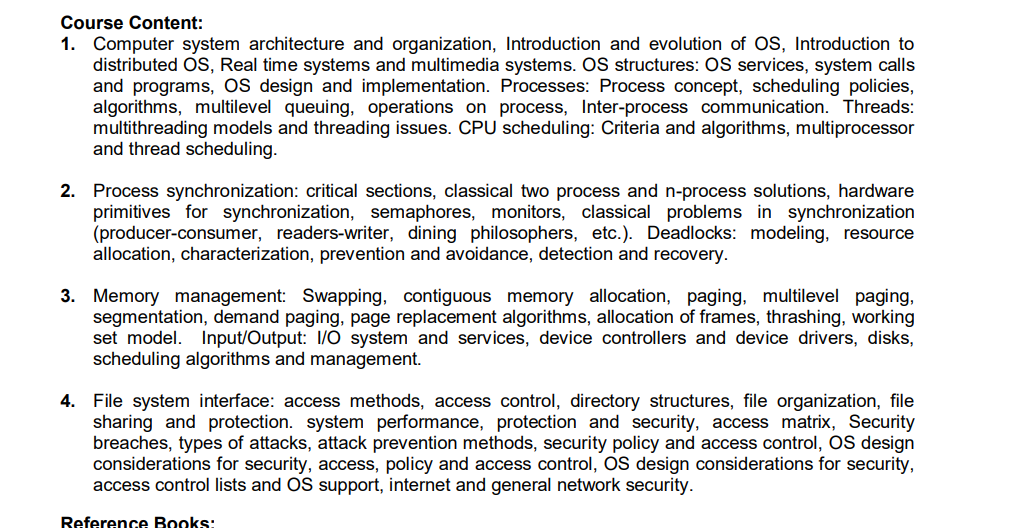 Course Content:
1. Computer system architecture and organization, Introduction and evolution of OS, Introduction to
distributed OS, Real time systems and multimedia systems. OS structures: OS services, system calls
and programs, OS design and implementation. Processes: Process concept, scheduling policies,
algorithms, multilevel queuing, operations on process, Inter-process communication. Threads:
multithreading models and threading issues. CPU scheduling: Criteria and algorithms, multiprocessor
and thread scheduling.
2. Process synchronization: critical sections, classical two process and n-process solutions, hardware
primitives for synchronization, semaphores, monitors, classical problems in synchronization
(producer-consumer, readers-writer, dining philosophers, etc.). Deadlocks: modeling, resource
allocation, characterization, prevention and avoidance, detection and recovery.
3. Memory management: Swapping, contiguous memory allocation, paging, multilevel paging,
segmentation, demand paging, page replacement algorithms, allocation of frames, thrashing, working
set model. Input/Output: I/O system and services, device controllers and device drivers, disks,
scheduling algorithms and management.
4. File system interface: access methods, access control, directory structures, file organization, file
sharing and protection. system performance, protection and security, access matrix, Security
breaches, types of attacks, attack prevention methods, security policy and access control, OS design
considerations for security, access, policy and access control, OS design considerations for security,
access control lists and OS support, internet and general network security.
Reference Books: